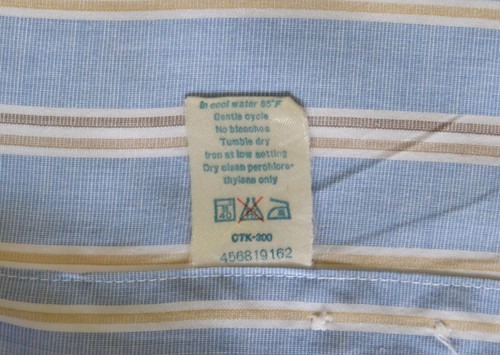 In cool water 85°F
Gentle cycle
No bleaches
Tumble dry
Iron at low setting
Dry clean perchloro-
thylene only
CTK-300
456819162